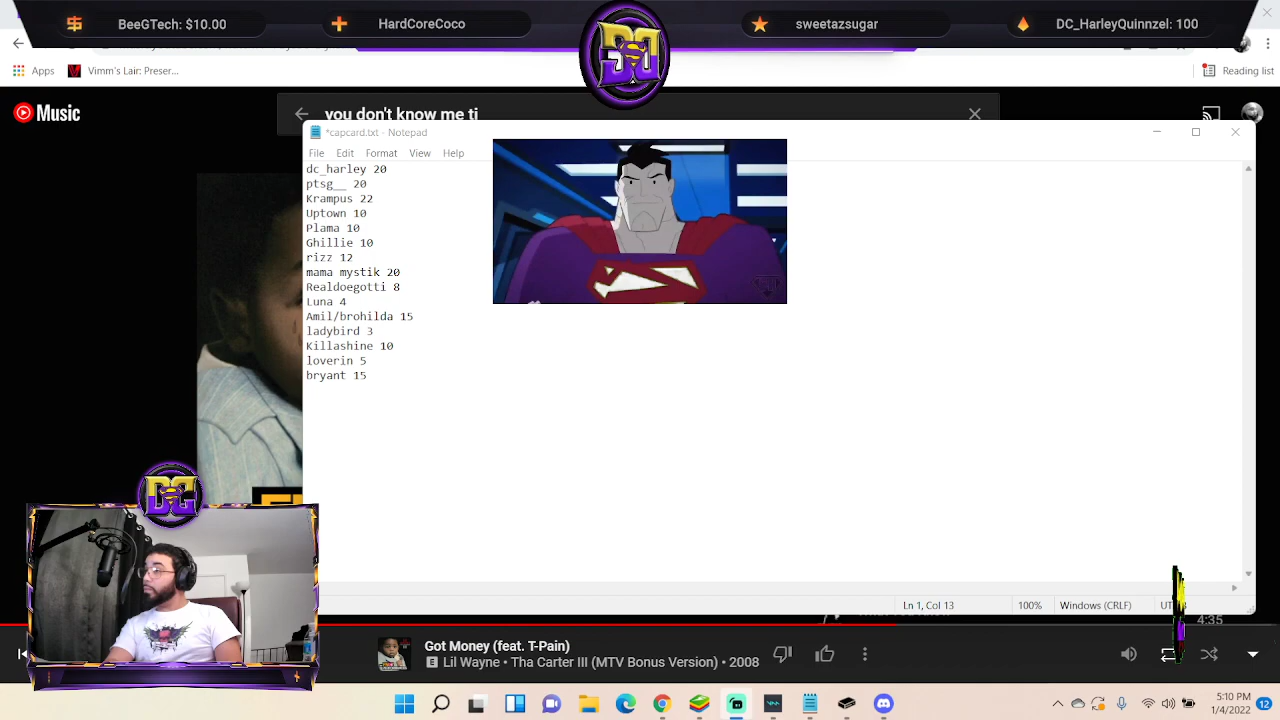 BeeGTech: $10.00
HardCoreCoco
sweetazsugar
DC_HarleyQuinnzel: 100
Apps
Vimm's Lair: Preser...
Reading list
Music
you don't know me ti
*capcard.txt - Notepad
File Edit Format View Help
dc_harley 20
ptsg__ 20
Krampus 22
Uptown 10
Plama 10
Ghillie 10
rizz 12
mama mystik 20
Realdoegotti 8
Luna 4
Amil/brohilda 15
ladybird 3
Killashine 10
loverin 5
bryant 15
Ln 1, Col 13
100%
Windows (CRLF)
4:35
Got Money (feat. T-Pain)
E Lil Wayne • Tha Carter III (MTV Bonus Version) • 2008
5:10 PM
1/4/2022
12